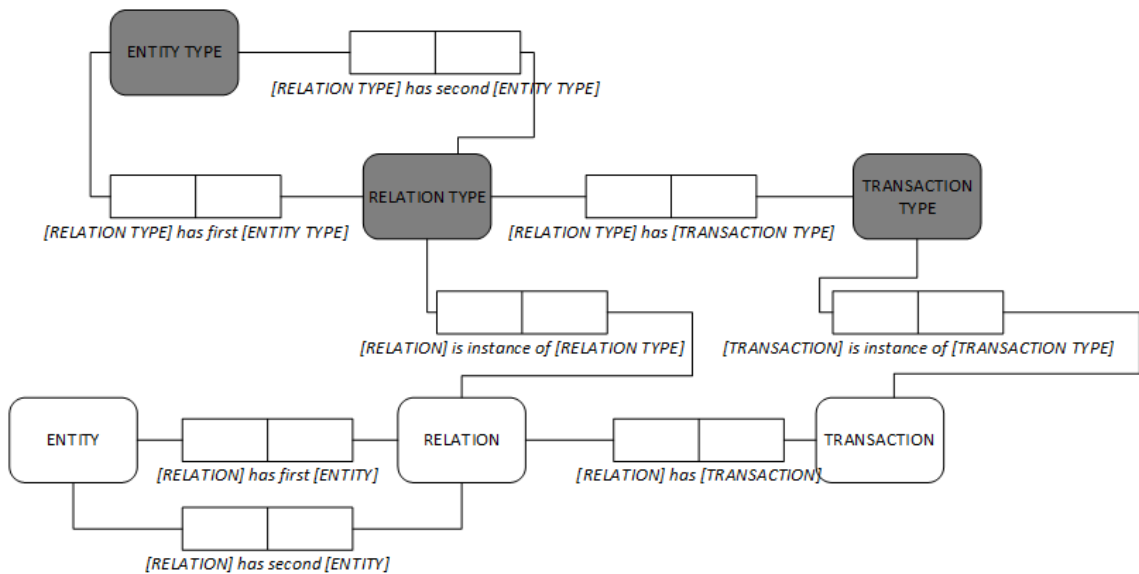 ENTITY TYPE
[RELATION TYPE] has second [ENTITY TYPE]
RELATION TYPE
TRANSACTION
TYPE
[RELATION TYPE] has first [ENTITY TYPE]
[RELATION TYPE] has [TRANSACTION TYPE]
[RELATION] is instance of [RELATION TYPE]
[TRANSACTION] is instance of [TRANSACTION TYPE]
ENTITY
RELATION
TRANSACTION
[RELATION] has first [ENTITY]
[RELATION] has [TRANSACTION]
[RELATION] has second [ENTITY]